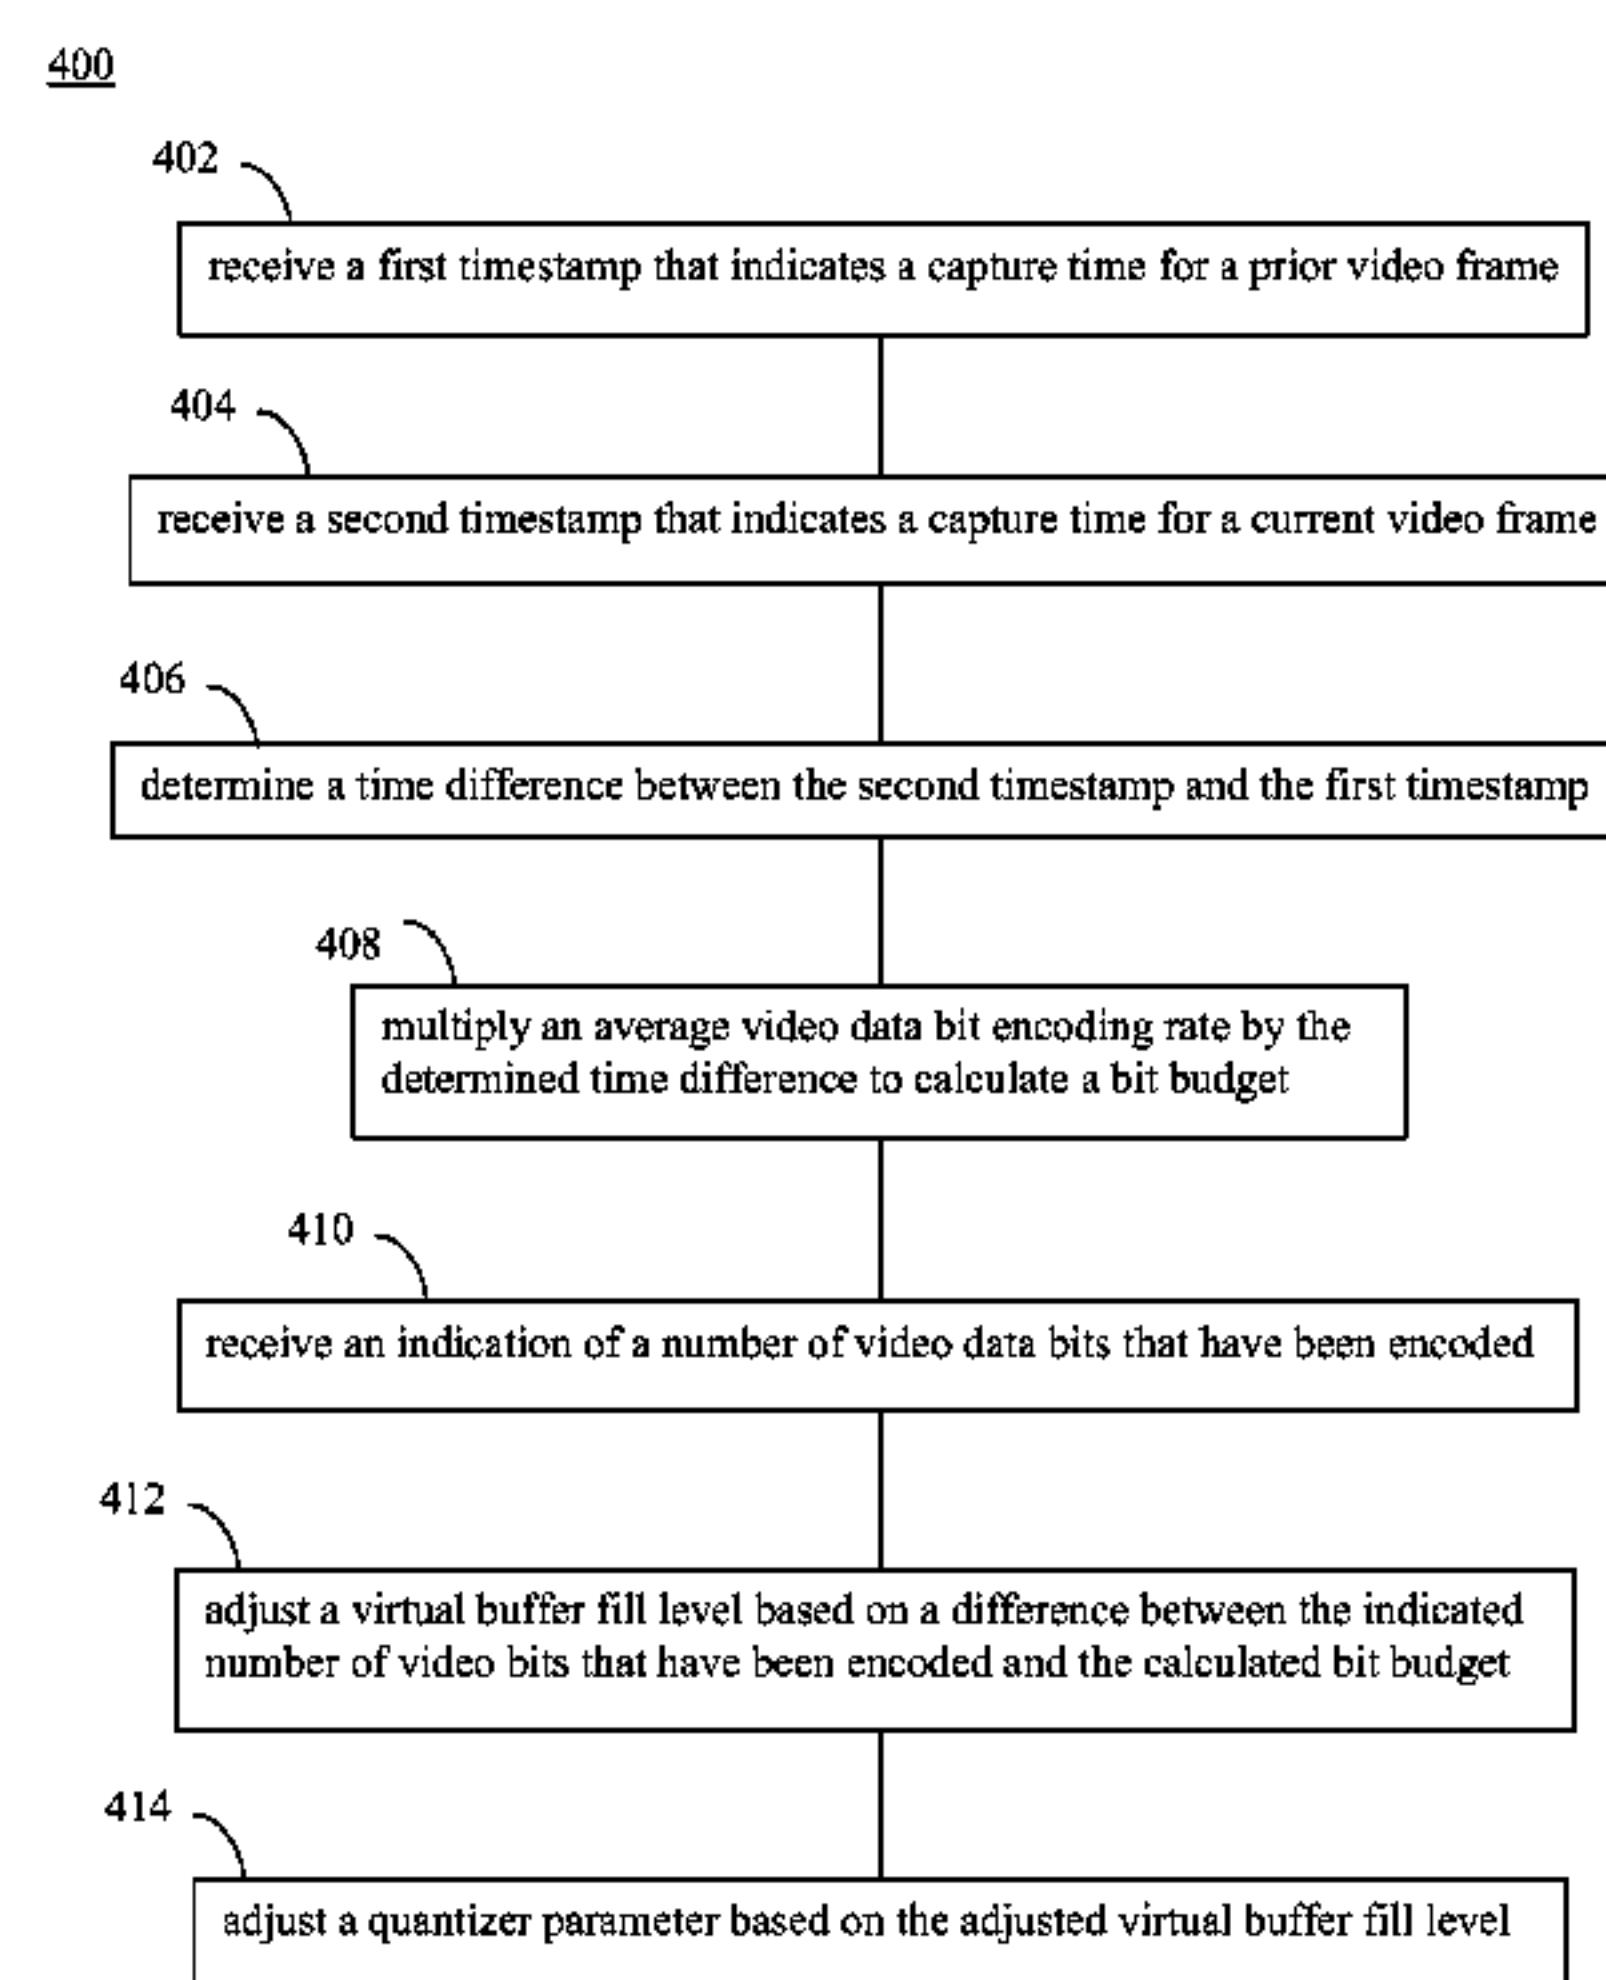 400
402
receive a first timestamp that indicates a capture time for a prior video frame
404
receive a second timestamp that indicates a capture time for a current video frame
406
determine a time difference between the second timestamp and the first timestamp
408
multiply an average video data bit encoding rate by the
determined time difference to calculate a bit budget
410
receive an indication of a number of video data bits that have been encoded
412
adjust a virtual buffer fill level based on a difference between the indicated
number of video bits that have been encoded and the calculated bit budget
414
adjust a quantizer parameter based on the adjusted virtual buffer fill level